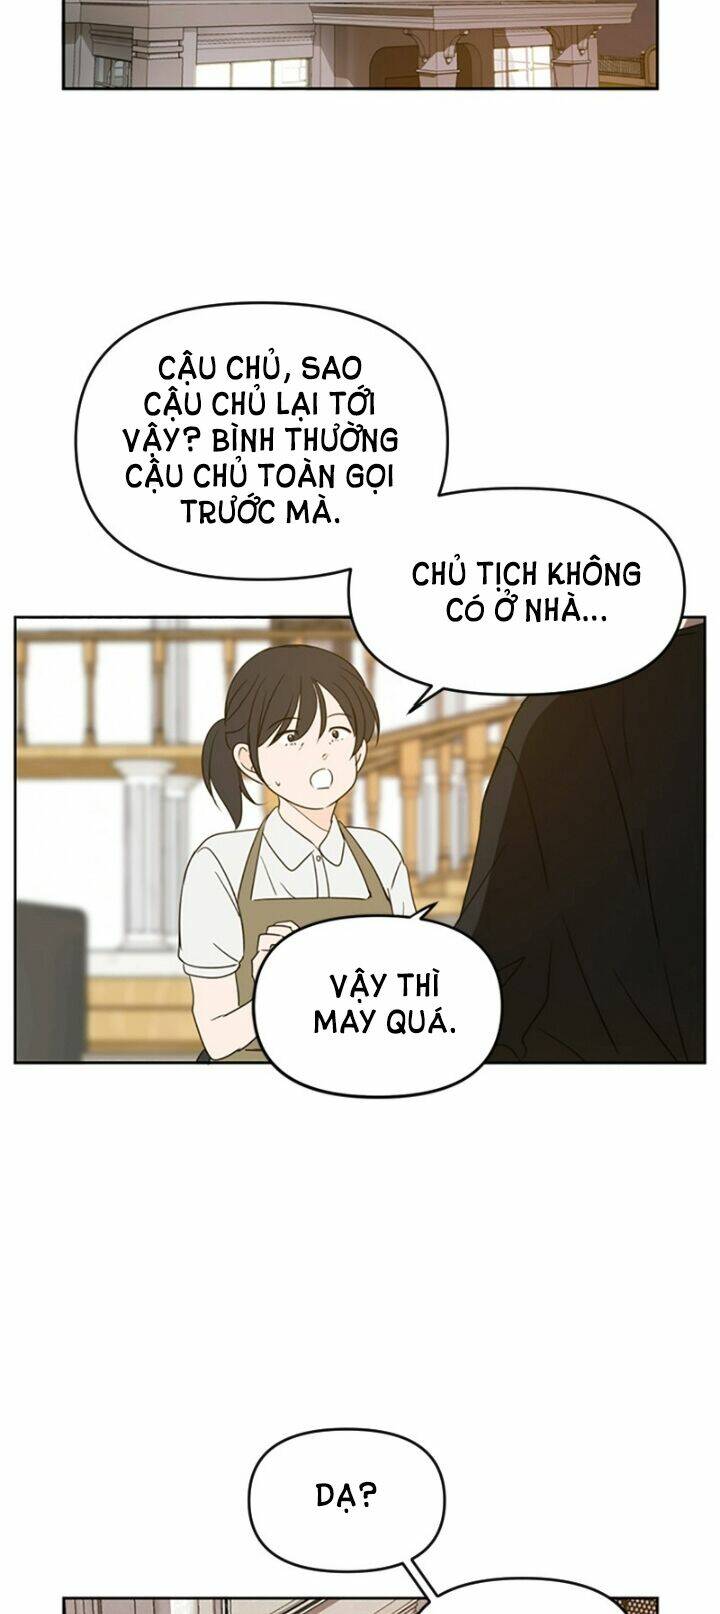 CẬU CHỦ, SAO
CẬU CHỦ LẠI TỚI
VẬY? BÌNH THƯỜNG
CẬU CHỦ TOÀN GỌI
TRƯỚC MÀ.
CHỦ TỊCH KHÔNG
CÓ Ở NHÀ...
VẬY THÌ
MAY QUÁ.
DẠ?